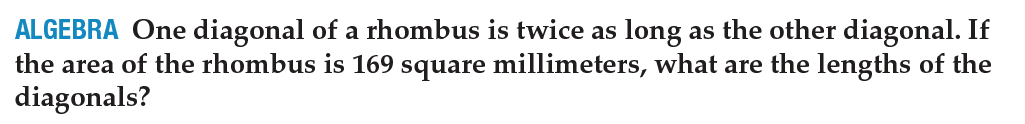 ALGEBRA One diagonal of a rhombus is twice as long as the other diagonal. If
the area of the rhombus is 169 square millimeters, what are the lengths of the
diagonals?